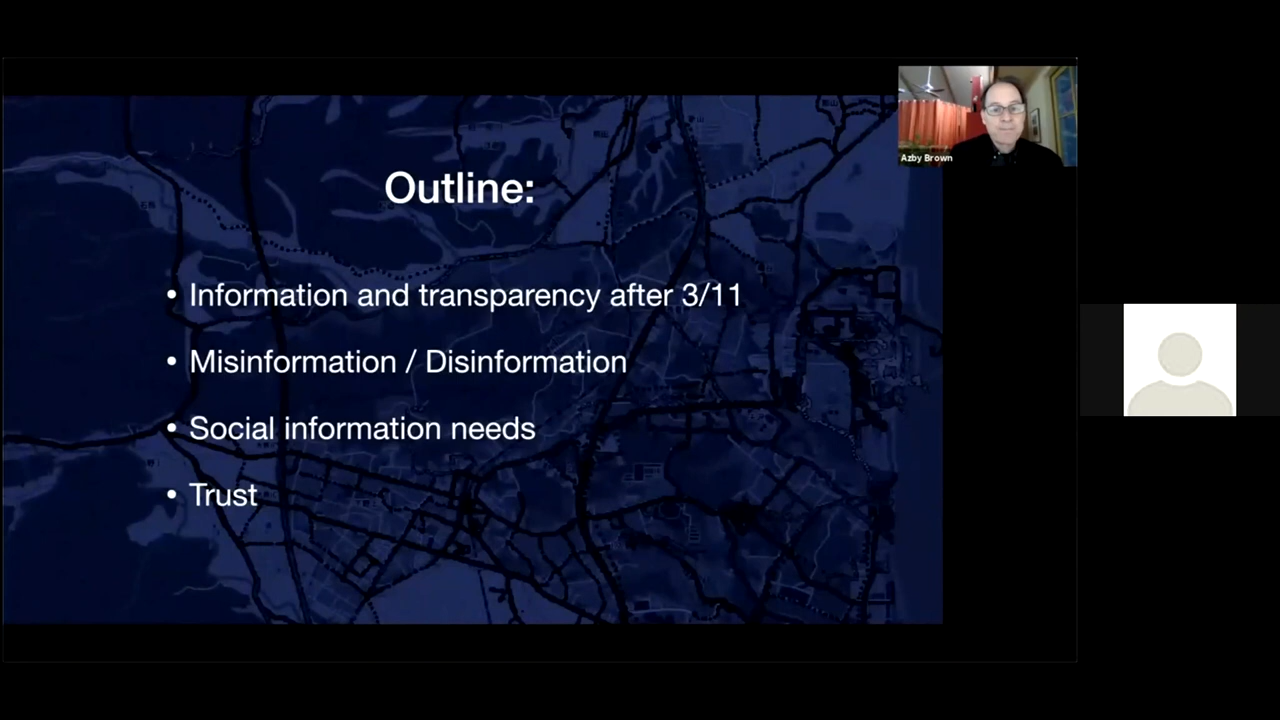 Outline:
• Information and transparency after 3/11
• Misinformation / Disinformation
• Social information needs
• Trust
Azby Brown